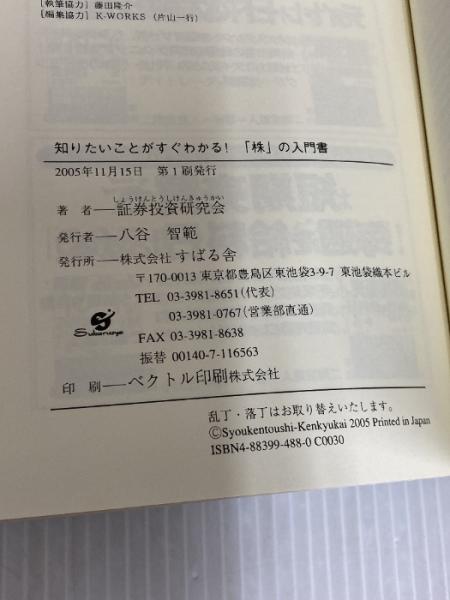 [執筆協力] 藤田隆介
[編集協力] K-WORKS (片山一行)
知りたいことがすぐわかる! 「株」の入門書
2005年11月15日 第1刷発行
しょうけんとうしけんきゅうかい
著 者──証券投資研究会
発行者──八谷 智範
発行所──株式会社 すばる舎
〒170-0013 東京都豊島区東池袋3-9-7 東池袋織本ビル
TEL 03-3981-8651(代表)
03-3981-0767(営業部直通)
Subarusya
FAX 03-3981-8638
振替 00140-7-116563
印 刷──ベクトル印刷株式会社
乱丁・落丁はお取り替えいたします。
©Syoukentoushi-Kenkyukai 2005 Printed in Japan
ISBN4-88399-488-0 C0030